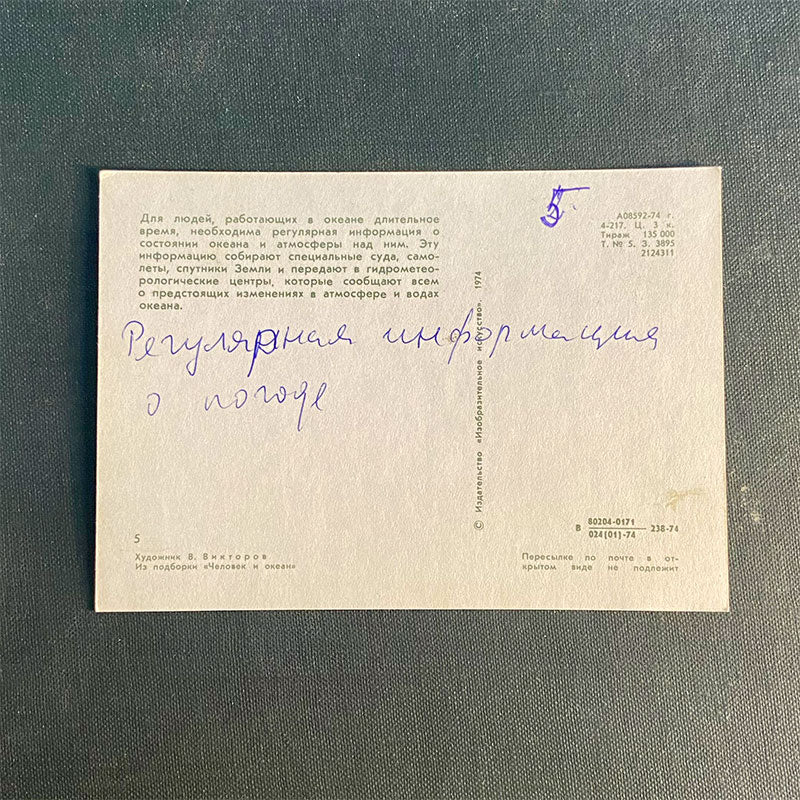 Для людей, работающих в океане длительное
время, необходима регулярная информация о
состоянии океана и атмосферы над ним. Эту
информацию собирают специальные суда, само-
леты, спутники Земли и передают в гидрометео-
рологические центры, которые сообщают всем
о предстоящих изменениях в атмосфере и водах
океана.
Регулярная информация
о погоде
5
Художник В. Викторов
Из подборки «Человек и океан»
© Издательство «Изобразительное искусство». 1974
5
А08592-74 г.
4-217. Ц. 3 к.
Тираж 135 000
Т. № 5. З. 3895
2124311
В 80204-0171
024(01)-74 238-74
Пересылке по почте в от-
крытом виде не подлежит